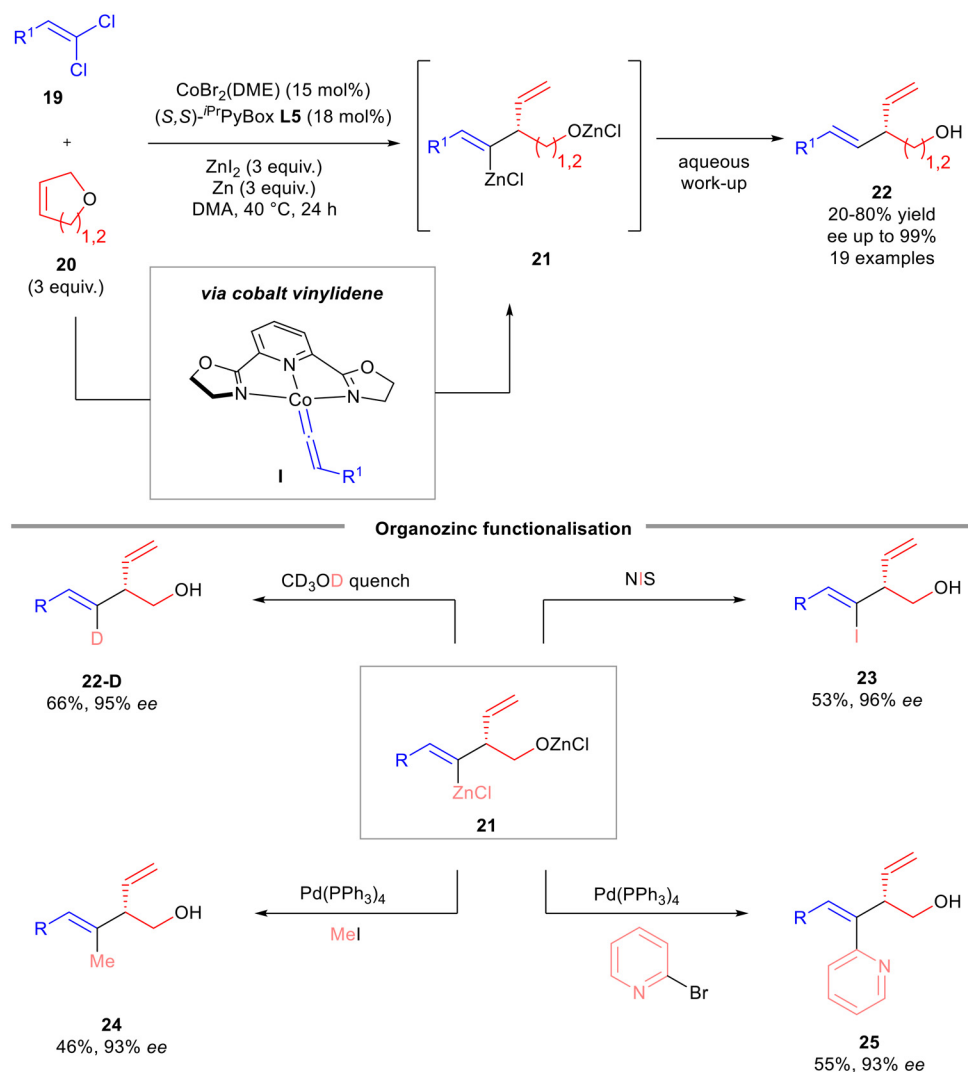 R1
Cl
Cl
19
+
O
1,2
20
(3 equiv.)
CoBr2(DME) (15 mol%)
(S,S)-iPrPyBox L5 (18 mol%)
ZnI2 (3 equiv.)
Zn (3 equiv.)
DMA, 40 °C, 24 h
R1
OZnCl
1,2
ZnCl
21
aqueous
work-up
R1
OH
1,2
22
20-80% yield
ee up to 99%
19 examples
via cobalt vinylidene
O
N
O
N
Co
N
R1
I
Organozinc functionalisation
R
OH
D
22-D
66%, 95% ee
CD3OD quench
NIS
R
OH
I
23
53%, 96% ee
R
OZnCl
ZnCl
21
R
OH
Me
24
46%, 93% ee
Pd(PPh3)4
MeI
Pd(PPh3)4
N
Br
R
OH
N
25
55%, 93% ee